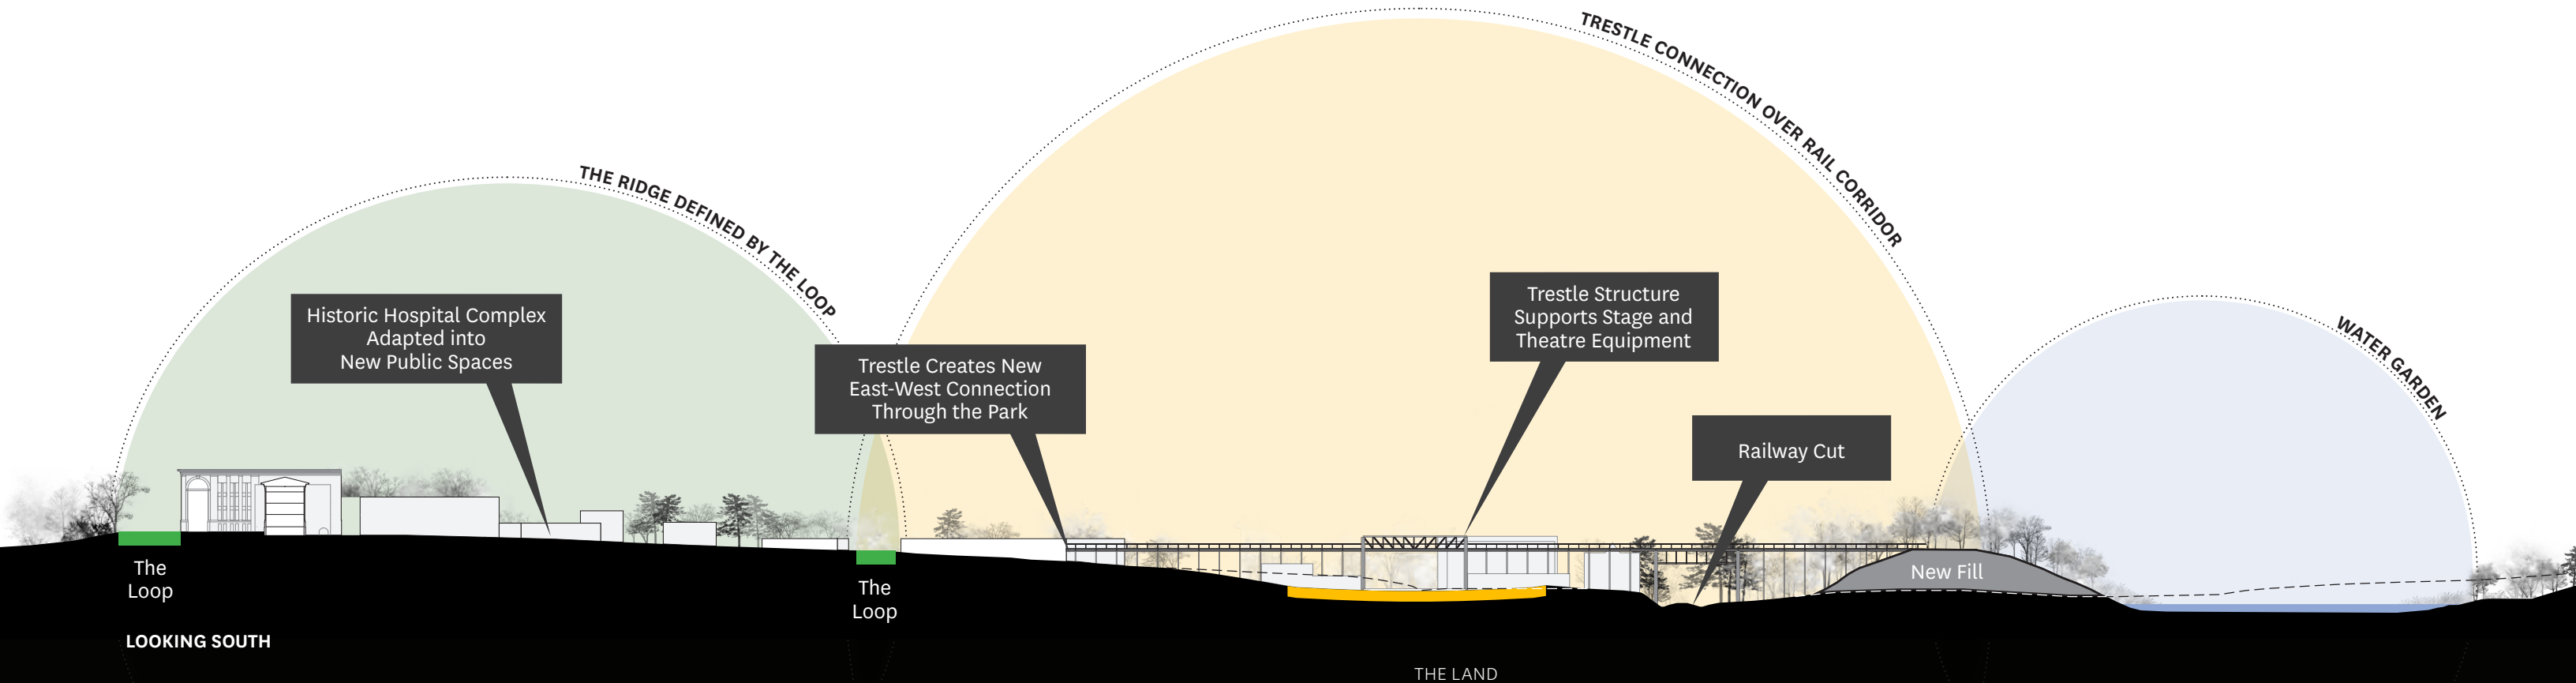 TRESTLE CONNECTION OVER RAIL CORRIDOR
THE RIDGE DEFINED BY THE LOOP
WATER GARDEN
Historic Hospital Complex
Adapted into
New Public Spaces
Trestle Creates New
East-West Connection
Through the Park
Trestle Structure
Supports Stage and
Theatre Equipment
Railway Cut
The
Loop
The
Loop
New Fill
LOOKING SOUTH
THE LAND